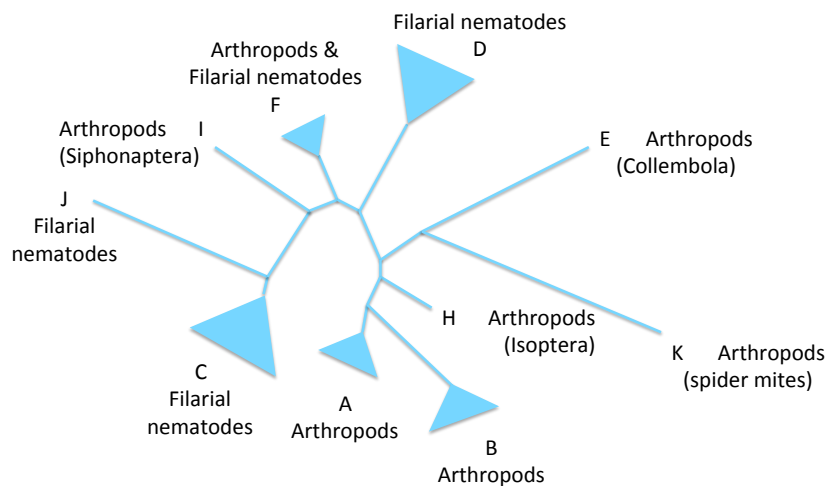 Filarial nematodes
D
Arthropods &
Filarial nematodes
F
Arthropods I
(Siphonaptera)
E Arthropods
(Collembola)
J
Filarial
nematodes
H Arthropods
(Isoptera)
K Arthropods
(spider mites)
C
Filarial
nematodes
A
Arthropods
B
Arthropods